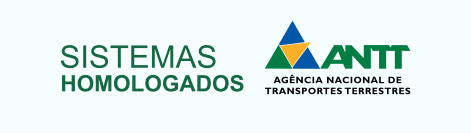 SISTEMAS
HOMOLOGADOS
ANTT
AGÊNCIA NACIONAL DE
TRANSPORTES TERRESTRES